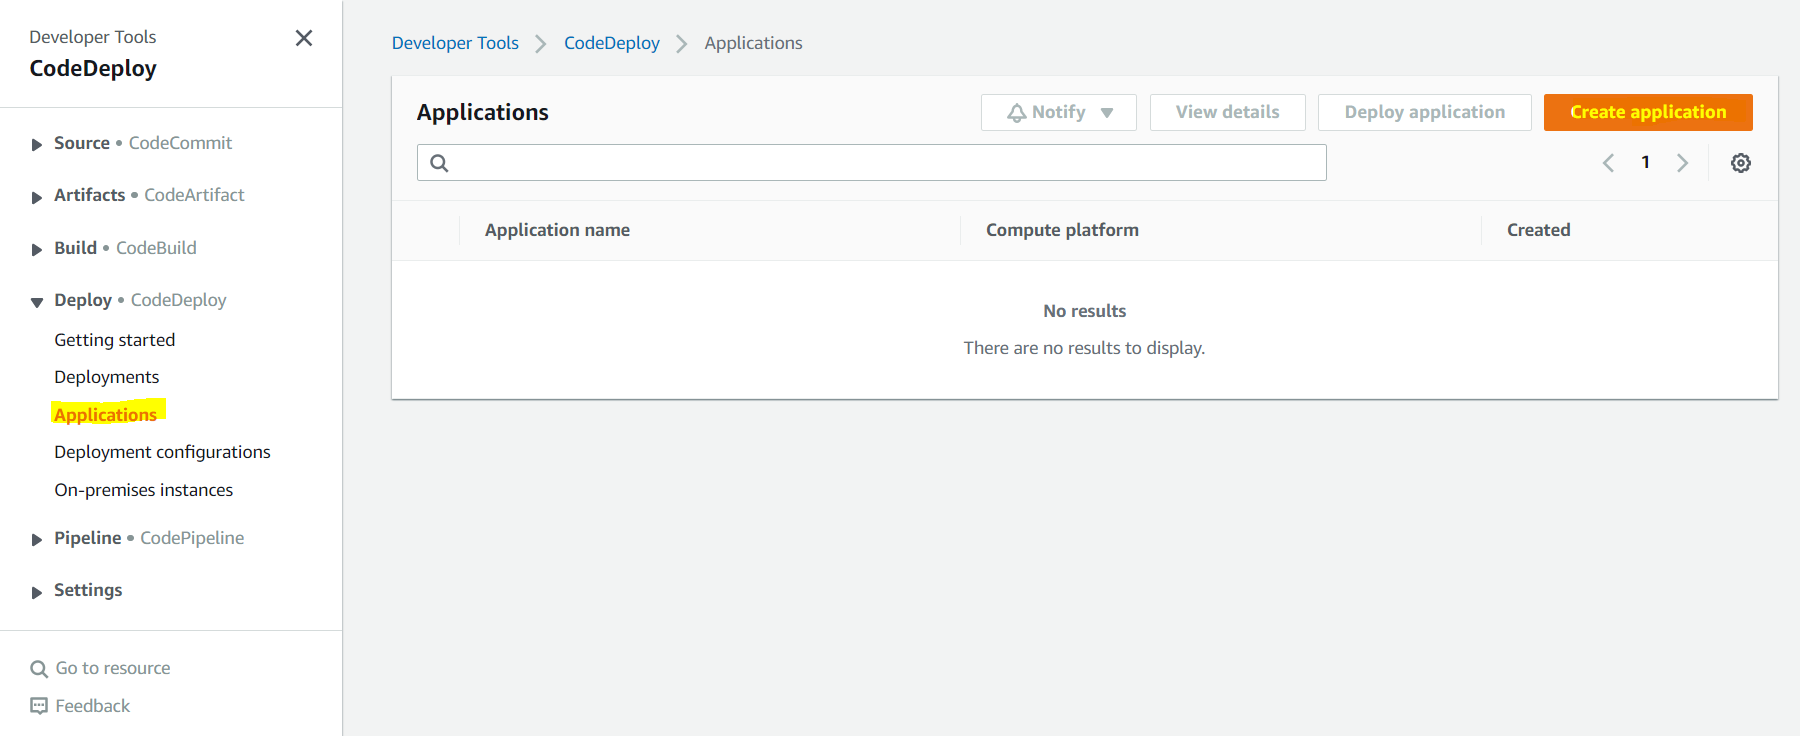 Developer Tools
CodeDeploy
Source • CodeCommit
Artifacts • CodeArtifact
Build • CodeBuild
Deploy • CodeDeploy
Getting started
Deployments
Applications
Deployment configurations
On-premises instances
Pipeline • CodePipeline
Settings
Go to resource
Feedback
Developer Tools CodeDeploy Applications
Applications Notify View details Deploy application Create application
1
Application name Compute platform Created
No results
There are no results to display.